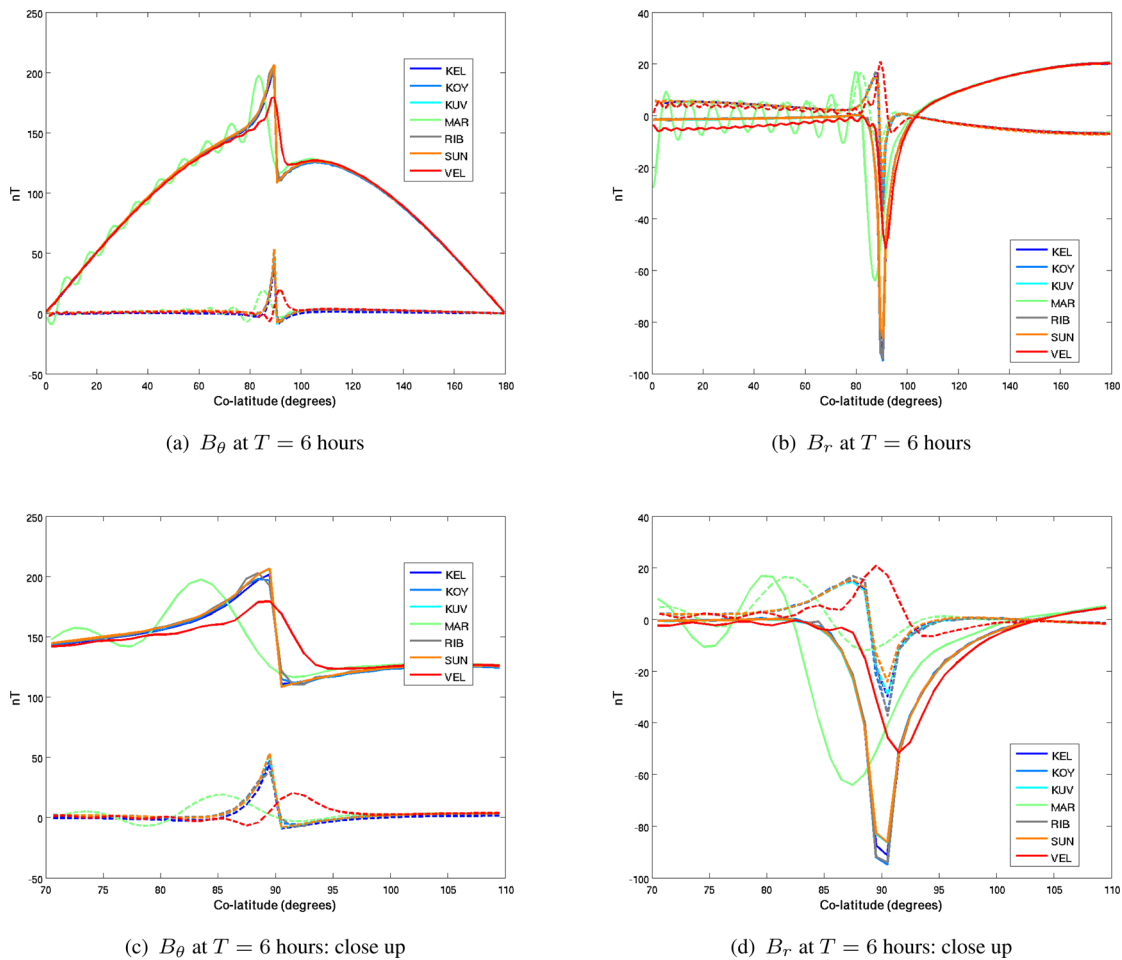 250
200
150
100
50
0
-50
nT
KEL
KOY
KUV
MAR
RIB
SUN
VEL
0 20 40 60 80 100 120 140 160 180
Co-latitude (degrees)
(a) B_θ at T = 6 hours
40
20
0
-20
-40
-60
-80
-100
nT
KEL
KOY
KUV
MAR
RIB
SUN
VEL
0 20 40 60 80 100 120 140 160 180
Co-latitude (degrees)
(b) B_r at T = 6 hours
250
200
150
100
50
0
-50
nT
KEL
KOY
KUV
MAR
RIB
SUN
VEL
70 75 80 85 90 95 100 105 110
Co-latitude (degrees)
(c) B_θ at T = 6 hours: close up
40
20
0
-20
-40
-60
-80
-100
nT
KEL
KOY
KUV
MAR
RIB
SUN
VEL
70 75 80 85 90 95 100 105 110
Co-latitude (degrees)
(d) B_r at T = 6 hours: close up